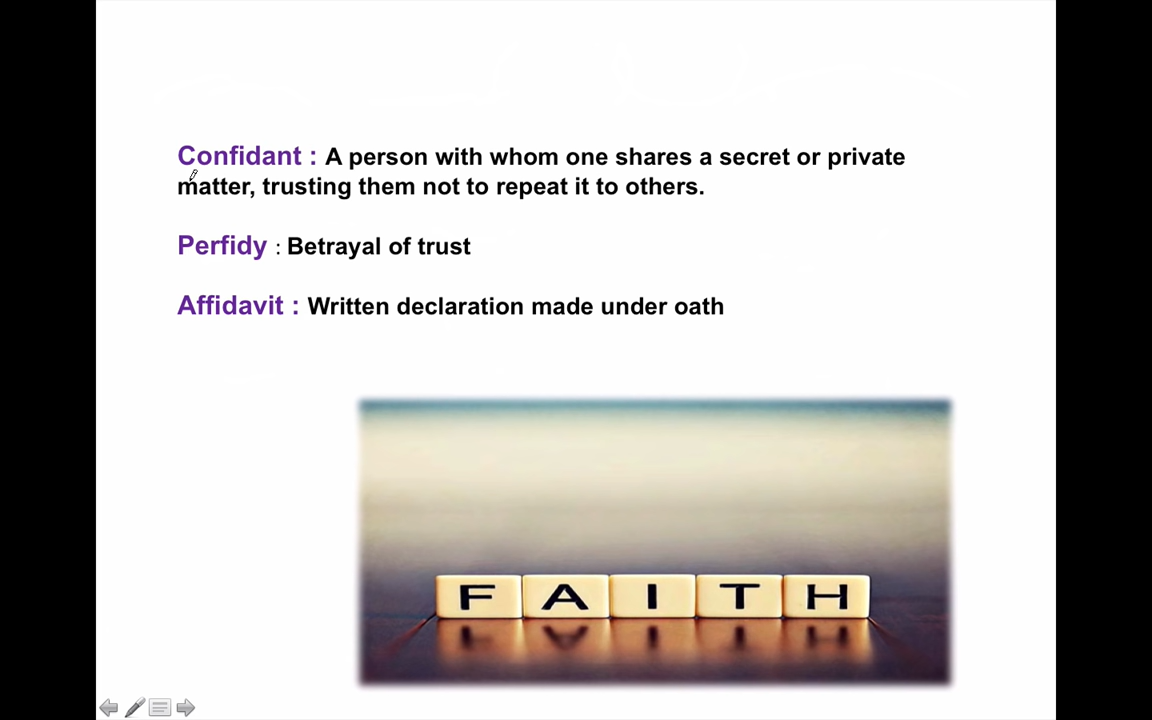 Confidant : A person with whom one shares a secret or private
matter, trusting them not to repeat it to others.
Perfidy : Betrayal of trust
Affidavit : Written declaration made under oath
FAITH